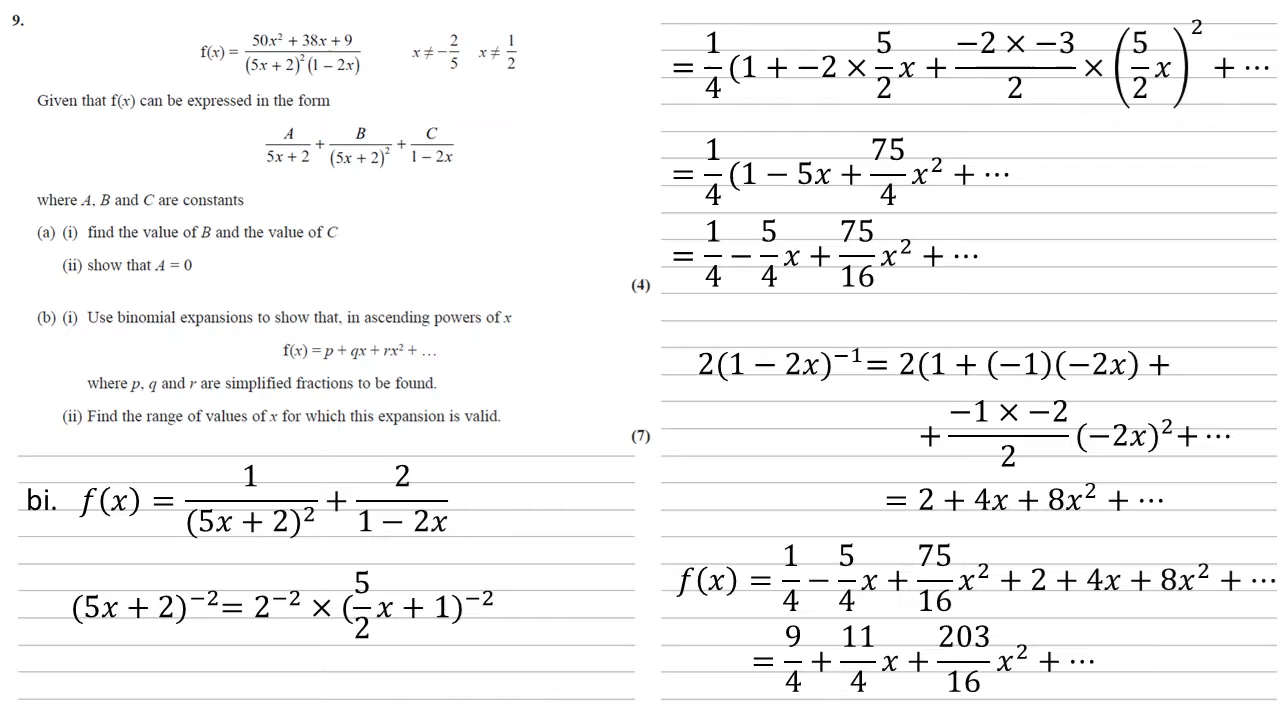 9.
f(x) = (50x² + 38x + 9)/((5x + 2)²(1 − 2x))    x ≠ −2/5    x ≠ 1/2
Given that f(x) can be expressed in the form
A/(5x + 2) + B/(5x + 2)² + C/(1 − 2x)
where A, B and C are constants
(a) (i) find the value of B and the value of C
(ii) show that A = 0
(4)
(b) (i) Use binomial expansions to show that, in ascending powers of x
f(x) = p + qx + rx² + …
where p, q and r are simplified fractions to be found.
(ii) Find the range of values of x for which this expansion is valid.
(7)
bi. f(x) = 1/(5x + 2)² + 2/(1 − 2x)
(5x + 2)⁻² = 2⁻² × (5/2 x + 1)⁻²
= 1/4 (1 + −2 × 5/2 x + (−2 × −3)/2 × (5/2 x)² + ⋯
= 1/4 (1 − 5x + 75/4 x² + ⋯
= 1/4 − 5/4 x + 75/16 x² + ⋯
2(1 − 2x)⁻¹ = 2(1 + (−1)(−2x) +
+ (−1 × −2)/2 (−2x)² + ⋯
= 2 + 4x + 8x² + ⋯
f(x) = 1/4 − 5/4 x + 75/16 x² + 2 + 4x + 8x² + ⋯
= 9/4 + 11/4 x + 203/16 x² + ⋯